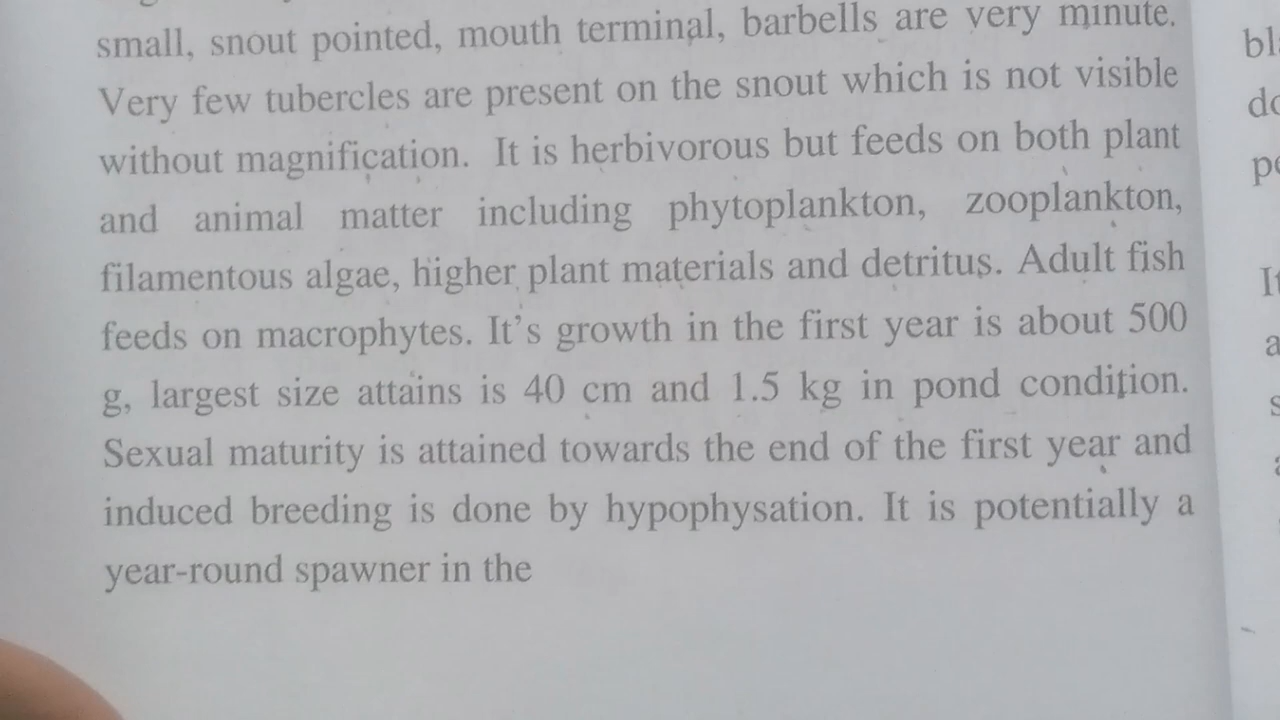 small, snout pointed, mouth terminal, barbells are very minute.
Very few tubercles are present on the snout which is not visible
without magnification. It is herbivorous but feeds on both plant
and animal matter including phytoplankton, zooplankton,
filamentous algae, higher plant materials and detritus. Adult fish
feeds on macrophytes. It's growth in the first year is about 500
g, largest size attains is 40 cm and 1.5 kg in pond condition.
Sexual maturity is attained towards the end of the first year and
induced breeding is done by hypophysation. It is potentially a
year-round spawner in the